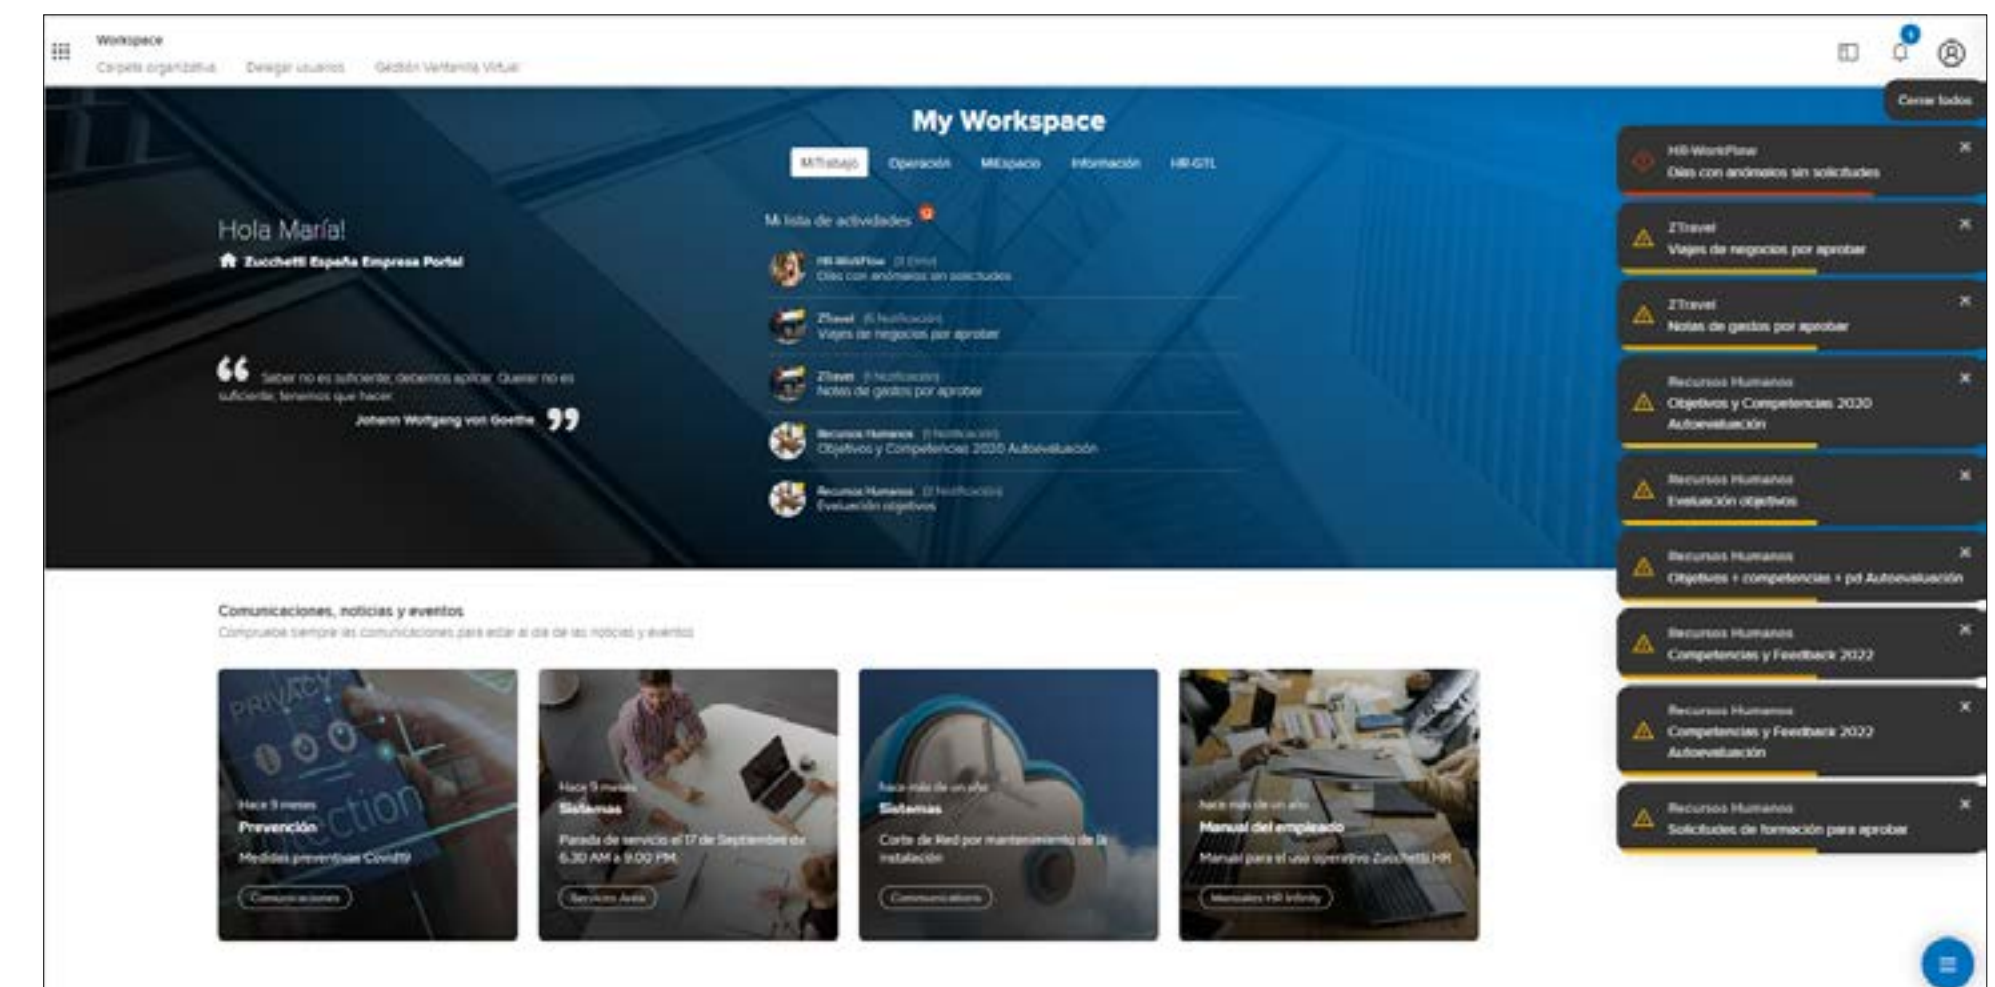 Workspace
Carpeta organizativa Delegar usuarios Gestión Ventanilla Virtual
Cerrar todos
My Workspace
MiTrabajo Operación MiEspacio Información HR-GTL
Hola María!
Zucchetti España Empresa Portal
Saber no es suficiente, debemos aplicar. Querer no es
suficiente, tenemos que hacer.
Johann Wolfgang von Goethe
Mi lista de actividades
HR-WorkFlow
Días con anómalos sin solicitudes
ZTravel
Viajes de negocios por aprobar
ZTravel
Notas de gastos por aprobar
Recursos Humanos
Objetivos y Competencias 2020 Autoevaluación
Recursos Humanos
Evaluación objetivos
HR-WorkFlow
Días con anómalos sin solicitudes
ZTravel
Viajes de negocios por aprobar
ZTravel
Notas de gastos por aprobar
Recursos Humanos
Objetivos y Competencias 2020
Autoevaluación
Recursos Humanos
Evaluación objetivos
Recursos Humanos
Objetivos + competencias + pd Autoevaluación
Recursos Humanos
Competencias y Feedback 2022
Recursos Humanos
Competencias y Feedback 2022
Autoevaluación
Recursos Humanos
Solicitudes de formación para aprobar
Comunicaciones, noticias y eventos
Compruebe siempre las comunicaciones para estar al día de las noticias y eventos
PRIVACY
Hace 9 meses
Prevención
Medidas preventivas Covid19
Comunicaciones
Hace 9 meses
Sistemas
Parada de servicio el 17 de Septiembre de
6.30 AM a 9.00 PM.
Services Area
hace más de un año
Sistemas
Corte de Red por mantenimiento de la
instalación
Communications
hace más de un año
Manual del empleado
Manual para el uso operativo Zucchetti HR
Manuales HR Infinity